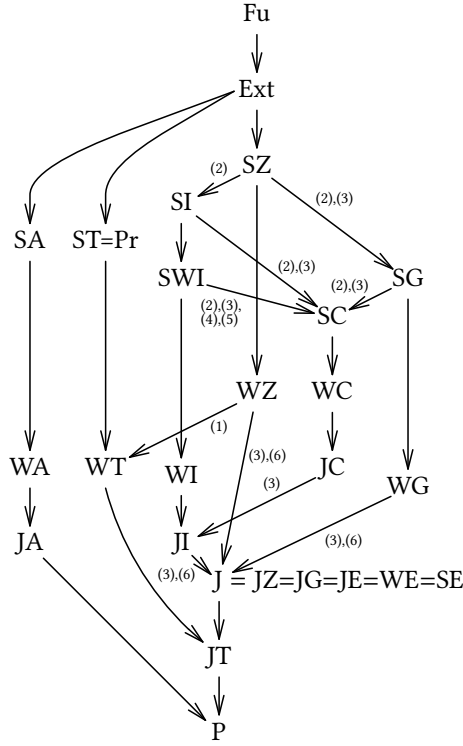 Fu
Ext
SZ
(2)
SI
(2),(3)
SA
ST=Pr
SWI
(2),(3)
(2),(3)
SG
(2),(3),
(4),(5)
SC
WZ
WC
(1)
(3),(6)
WA
WT
WI
(3)
JC
WG
JA
JI
(3),(6)
(3),(6)
J = JZ=JG=JE=WE=SE
JT
P